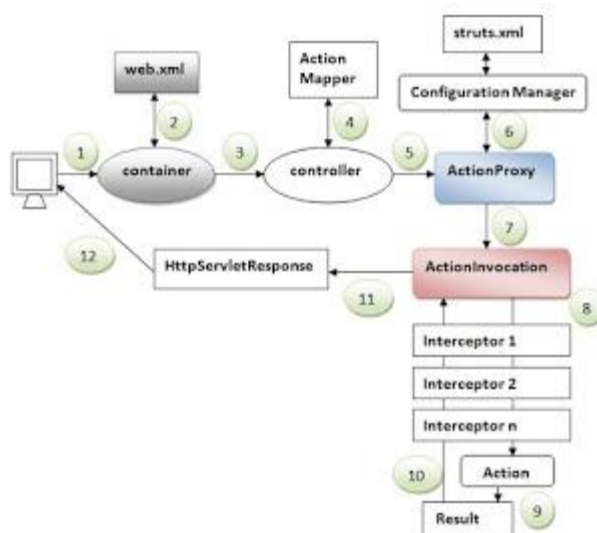 struts.xml
web.xml
Action
Mapper
Configuration Manager
2
4
6
1
3
5
container
controller
ActionProxy
7
12
HttpServletResponse
ActionInvocation
11
8
Interceptor 1
Interceptor 2
Interceptor n
10
Action
9
Result